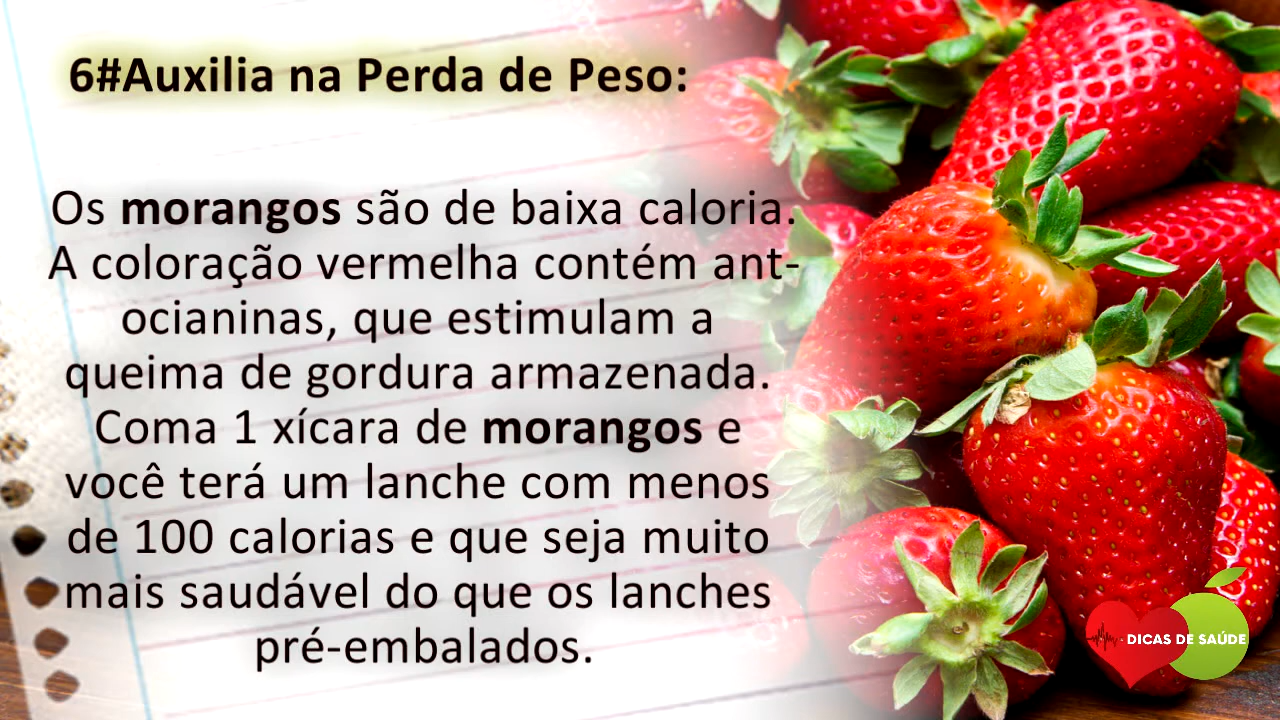 6#Auxilia na Perda de Peso:
Os morangos são de baixa caloria.
A coloração vermelha contém ant-
ocianinas, que estimulam a
queima de gordura armazenada.
Coma 1 xícara de morangos e
você terá um lanche com menos
de 100 calorias e que seja muito
mais saudável do que os lanches
pré-embalados.
DICAS DE SAÚDE